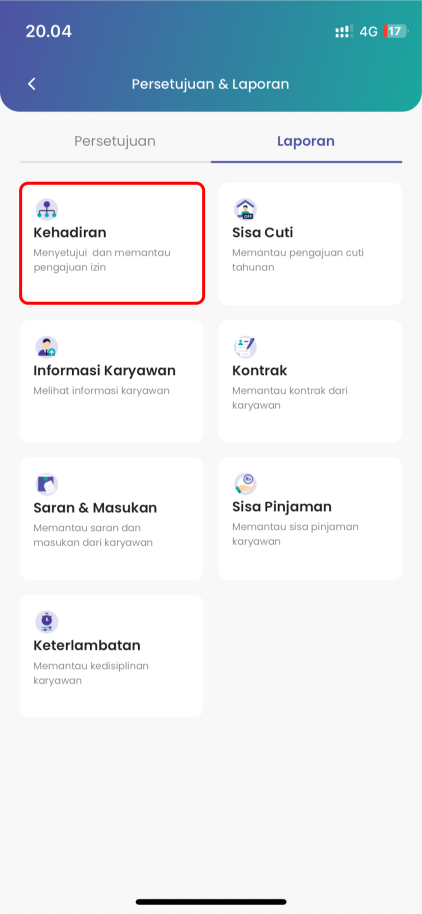 20.04
4G 17
Persetujuan & Laporan
Persetujuan
Laporan
Kehadiran
Menyetujui dan memantau
pengajuan izin
Sisa Cuti
Memantau pengajuan cuti
tahunan
Informasi Karyawan
Melihat informasi karyawan
Kontrak
Memantau kontrak dari
karyawan
Saran & Masukan
Memantau saran dan
masukan dari karyawan
Sisa Pinjaman
Memantau sisa pinjaman
karyawan
Keterlambatan
Memantau kedisiplinan
karyawan